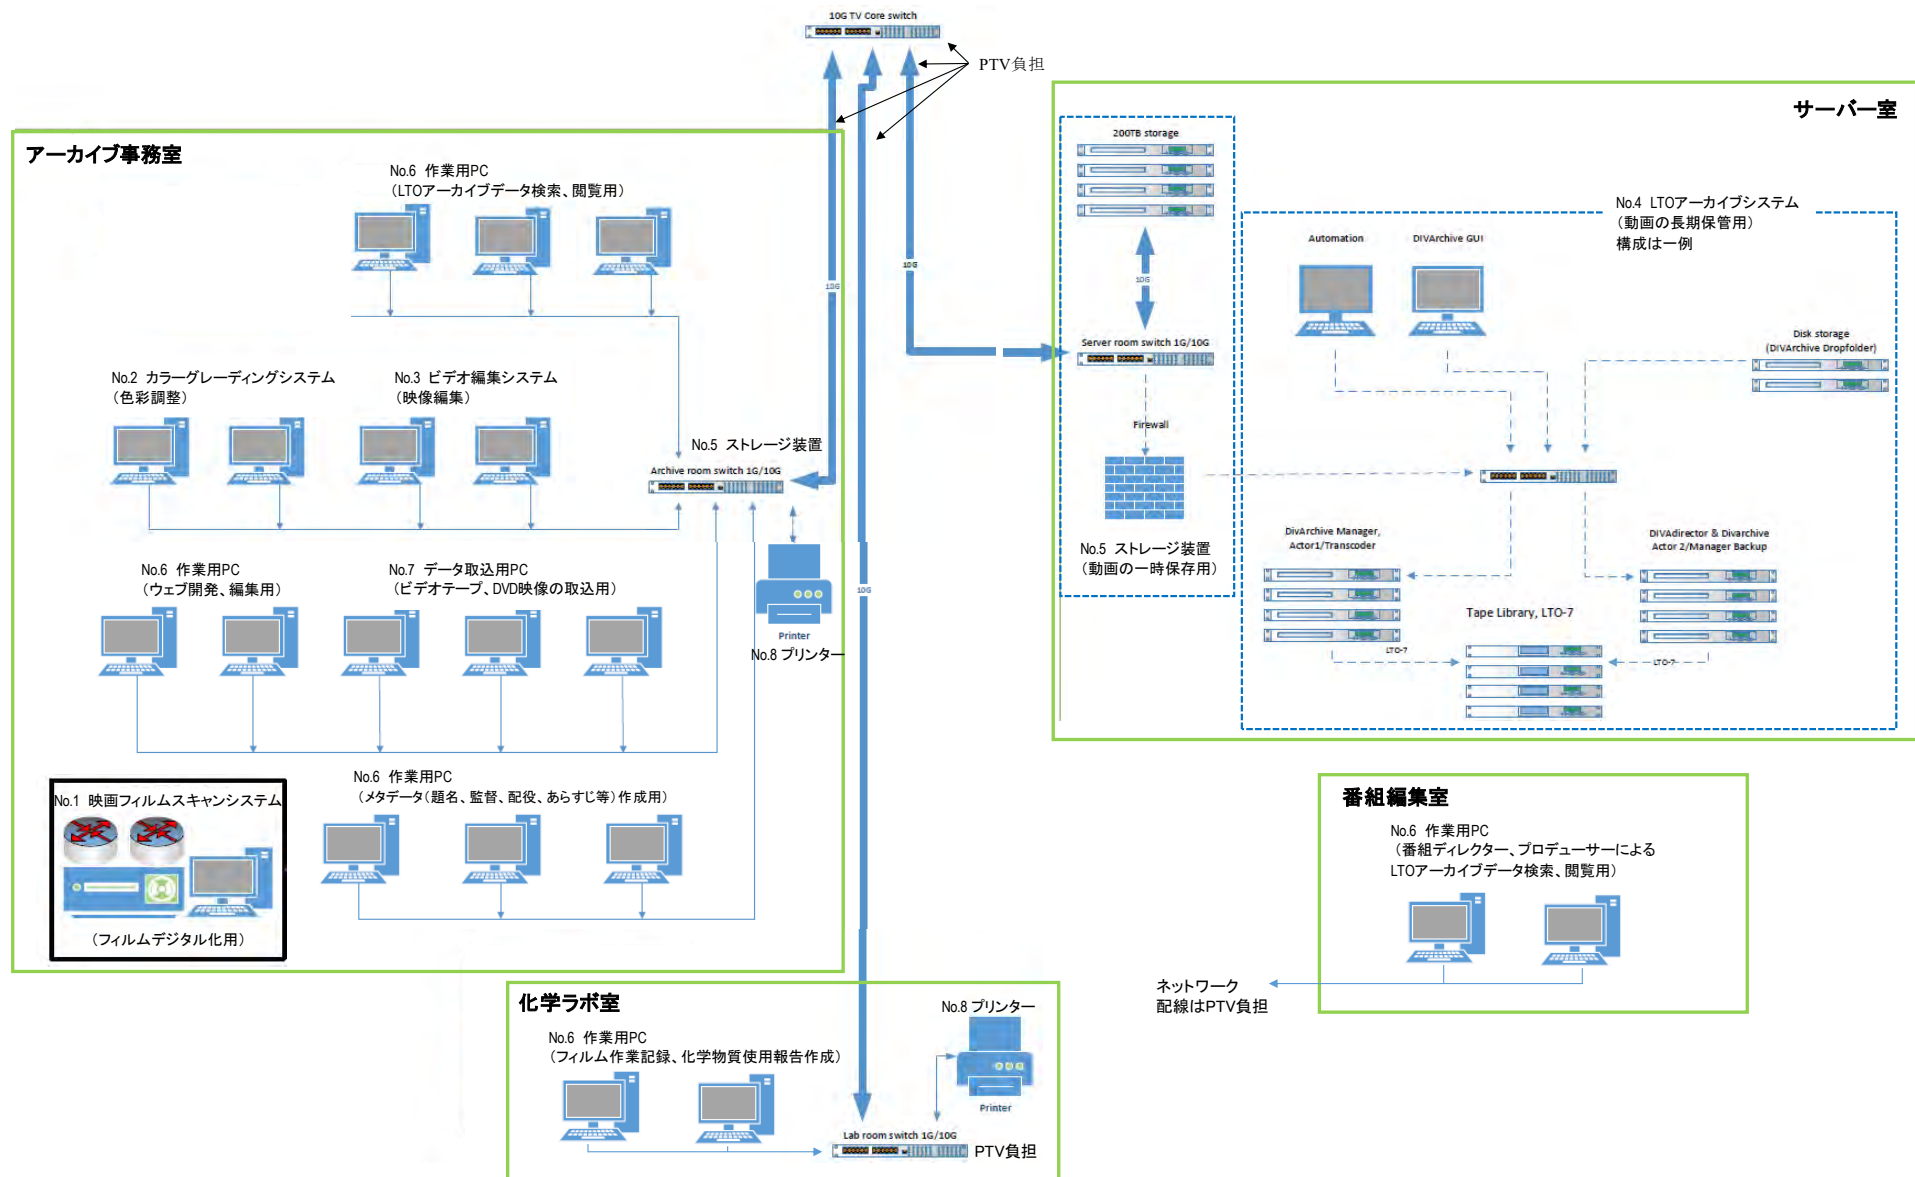 10G TV Core switch
PTV負担
サーバー室
アーカイブ事務室
No.6 作業用PC
（LTOアーカイブデータ検索、閲覧用）
10G
10G
200TB storage
10G
Server room switch 1G/10G
Firewall
No.5 ストレージ装置
（動画の一時保存用）
No.4 LTOアーカイブシステム
（動画の長期保管用）
構成は一例
Automation
DIVArchive GUI
Disk storage
(DIVArchive Dropfolder)
DivArchive Manager,
Actor1/Transcoder
DIVAdirector & Divarchive
Actor 2/Manager Backup
Tape Library, LTO-7
LTO-7
LTO-7
No.2 カラーグレーディングシステム
（色彩調整）
No.3 ビデオ編集システム
（映像編集）
No.5 ストレージ装置
Archive room switch 1G/10G
No.6 作業用PC
（ウェブ開発、編集用）
No.7 データ取込用PC
（ビデオテープ、DVD映像の取込用）
Printer
No.8 プリンター
10G
No.1 映画フィルムスキャンシステム
（フィルムデジタル化用）
No.6 作業用PC
（メタデータ（題名、監督、配役、あらすじ等）作成用）
番組編集室
No.6 作業用PC
（番組ディレクター、プロデューサーによる
LTOアーカイブデータ検索、閲覧用）
ネットワーク
配線はPTV負担
化学ラボ室
No.6 作業用PC
（フィルム作業記録、化学物質使用報告作成）
No.8 プリンター
Printer
Lab room switch 1G/10G
PTV負担